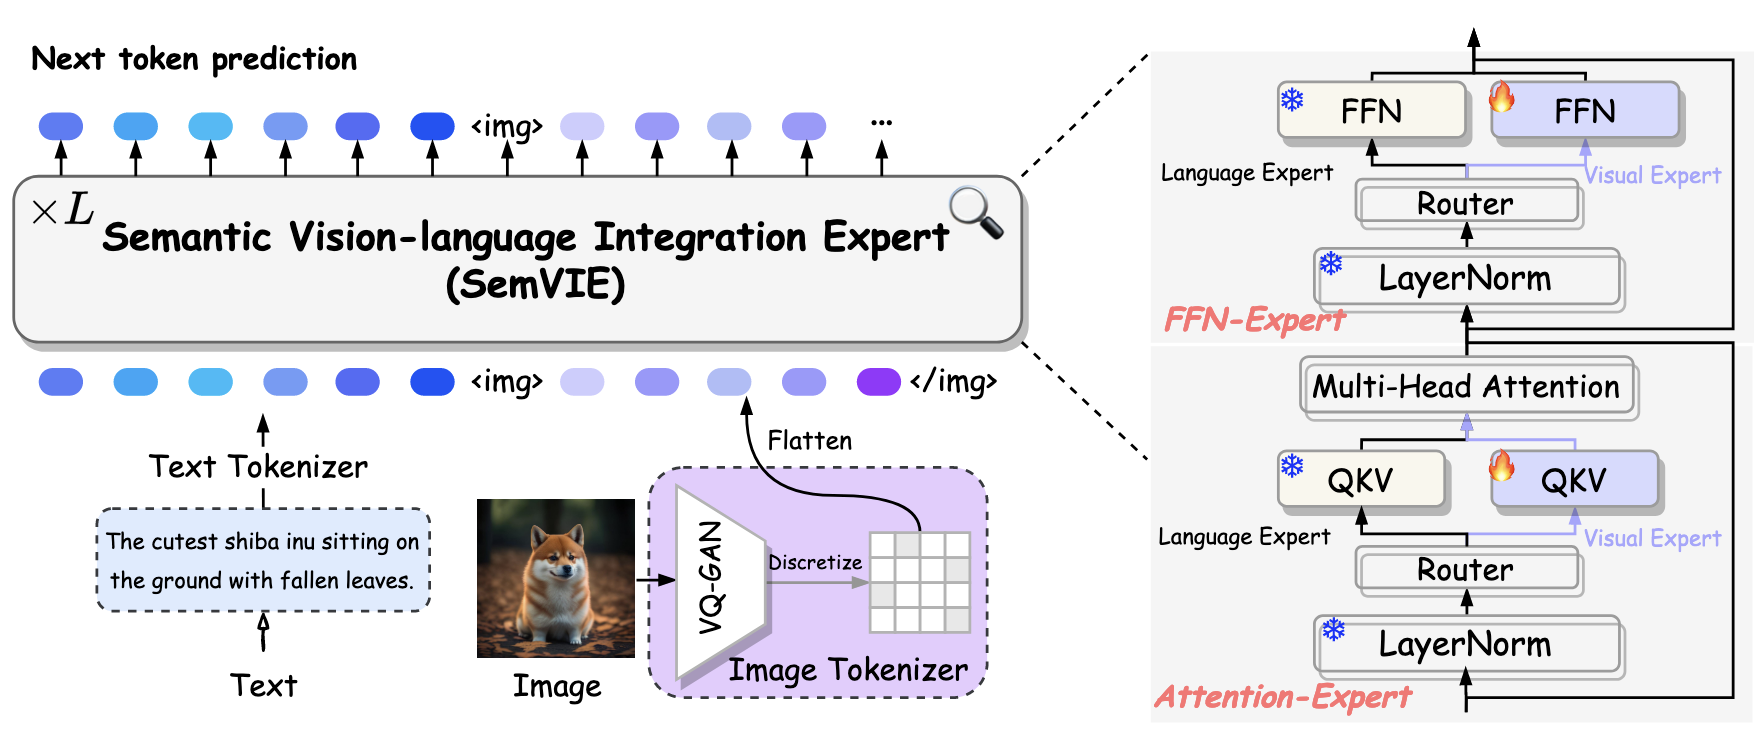 Next token prediction
<img>
...
×L
Semantic Vision-language Integration Expert
(SemVIE)
<img>
</img>
Flatten
Text Tokenizer
The cutest shiba inu sitting on
the ground with fallen leaves.
Text
Image
VQ-GAN
Discretize
Image Tokenizer
FFN
FFN
Language Expert
Visual Expert
Router
LayerNorm
FFN-Expert
Multi-Head Attention
QKV
QKV
Language Expert
Visual Expert
Router
LayerNorm
Attention-Expert